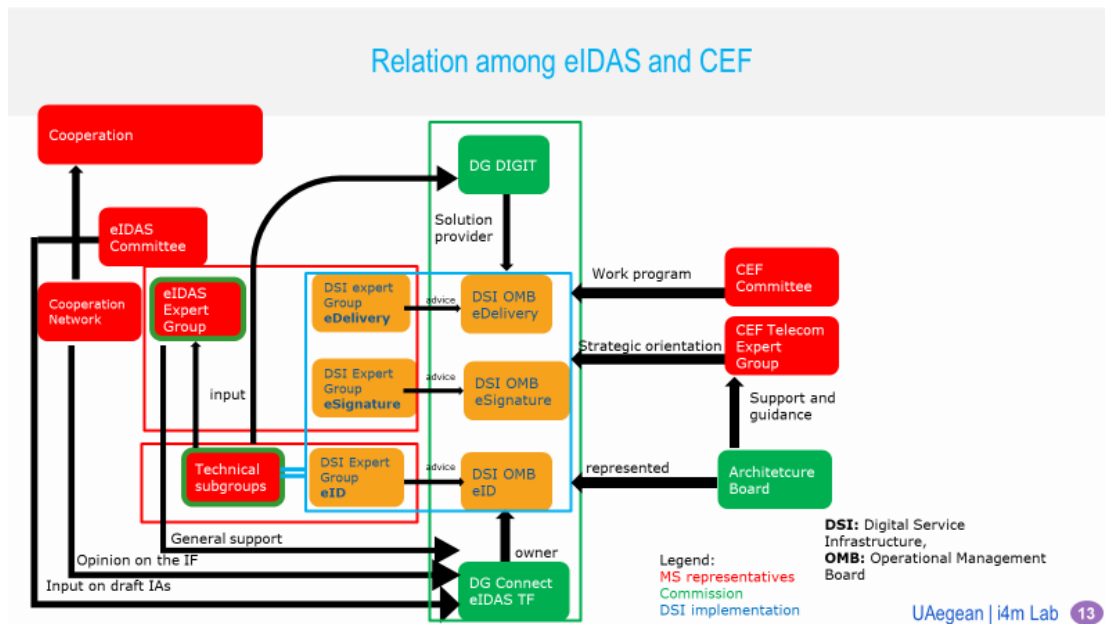 Relation among eIDAS and CEF
Cooperation
DG DIGIT
eIDAS
Committee
Solution
provider
Cooperation
Network
eIDAS
Expert
Group
DSI expert
Group
eDelivery
advice
DSI OMB
eDelivery
Work program
CEF
Committee
Strategic orientation
CEF Telecom
Expert
Group
input
DSI Expert
Group
eSignature
advice
DSI OMB
eSignature
Support and
guidance
Technical
subgroups
DSI Expert
Group
eID
advice
DSI OMB
eID
represented
Architetcure
Board
General support
Opinion on the IF
Input on draft IAs
owner
DG Connect
eIDAS TF
Legend:
MS representatives
Commission
DSI implementation
DSI: Digital Service
Infrastructure,
OMB: Operational Management
Board
UAegean | i4m Lab 13